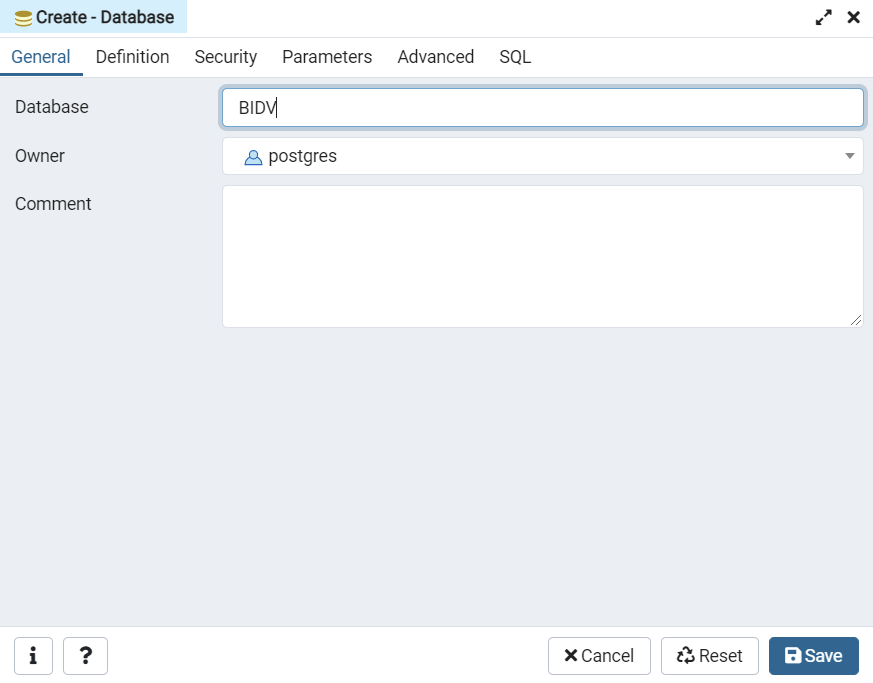 Create - Database
General Definition Security Parameters Advanced SQL
Database BIDV
Owner postgres
Comment
i ? Cancel Reset Save